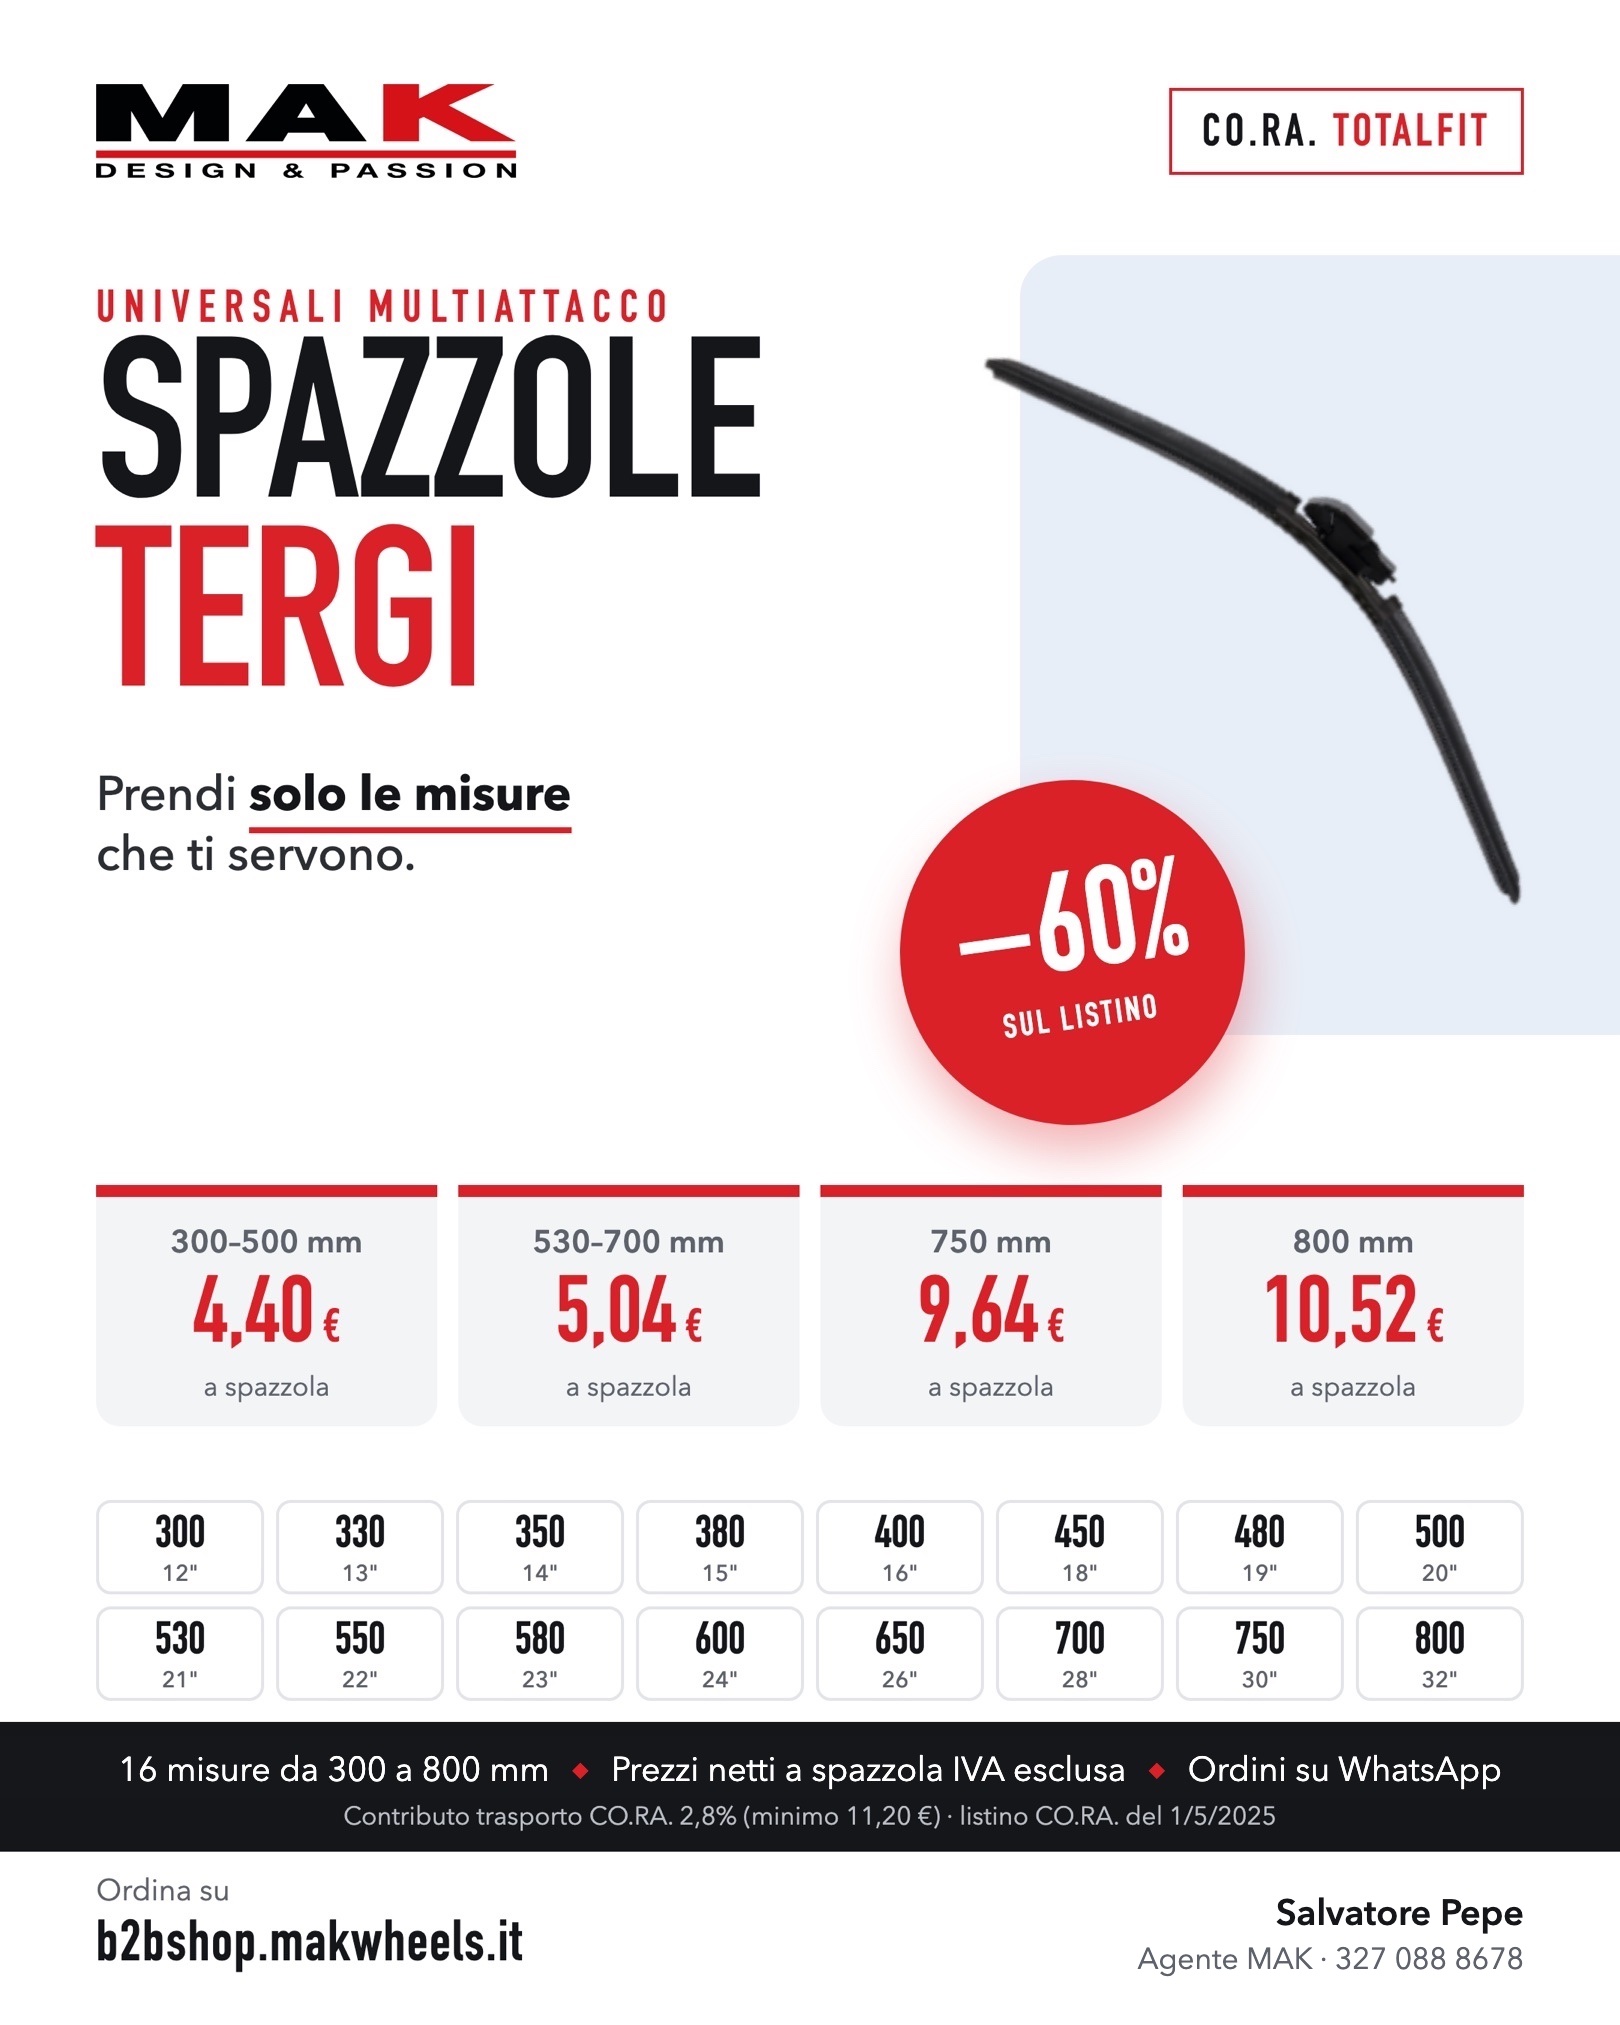 MAK
DESIGN & PASSION
CO.RA. TOTALFIT
UNIVERSALI MULTIATTACCO
SPAZZOLE
TERGI
Prendi solo le misure
che ti servono.
–60%
SUL LISTINO
300–500 mm
4,40 €
a spazzola
530–700 mm
5,04 €
a spazzola
750 mm
9,64 €
a spazzola
800 mm
10,52 €
a spazzola
300
12"
330
13"
350
14"
380
15"
400
16"
450
18"
480
19"
500
20"
530
21"
550
22"
580
23"
600
24"
650
26"
700
28"
750
30"
800
32"
16 misure da 300 a 800 mm ◆ Prezzi netti a spazzola IVA esclusa ◆ Ordini su WhatsApp
Contributo trasporto CO.RA. 2,8% (minimo 11,20 €) · listino CO.RA. del 1/5/2025
Ordina su
b2bshop.makwheels.it
Salvatore Pepe
Agente MAK · 327 088 8678